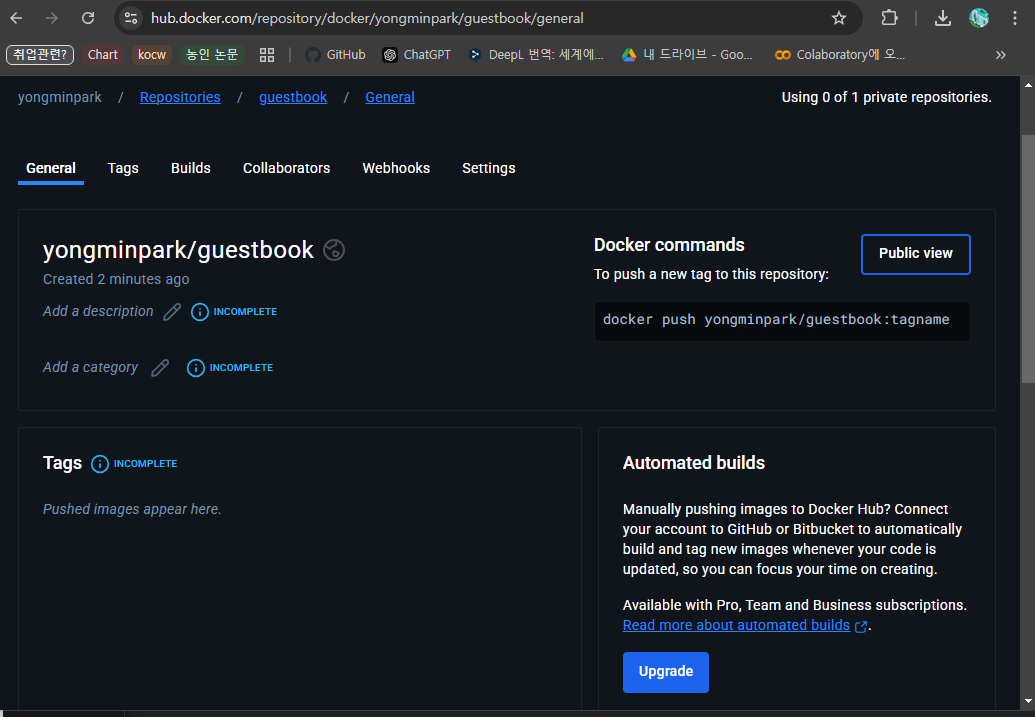 hub.docker.com/repository/docker/yongminpark/guestbook/general
취업관련? Chart kocw 농인 논문 GitHub ChatGPT DeepL 번역: 세계에... 내 드라이브 - Goo... Colaboratory에 오... »
yongminpark / Repositories / guestbook / General Using 0 of 1 private repositories.
General Tags Builds Collaborators Webhooks Settings
yongminpark/guestbook
Created 2 minutes ago
Add a description INCOMPLETE
Add a category INCOMPLETE
Docker commands
To push a new tag to this repository:
Public view
docker push yongminpark/guestbook:tagname
Tags INCOMPLETE
Pushed images appear here.
Automated builds
Manually pushing images to Docker Hub? Connect
your account to GitHub or Bitbucket to automatically
build and tag new images whenever your code is
updated, so you can focus your time on creating.
Available with Pro, Team and Business subscriptions.
Read more about automated builds.
Upgrade